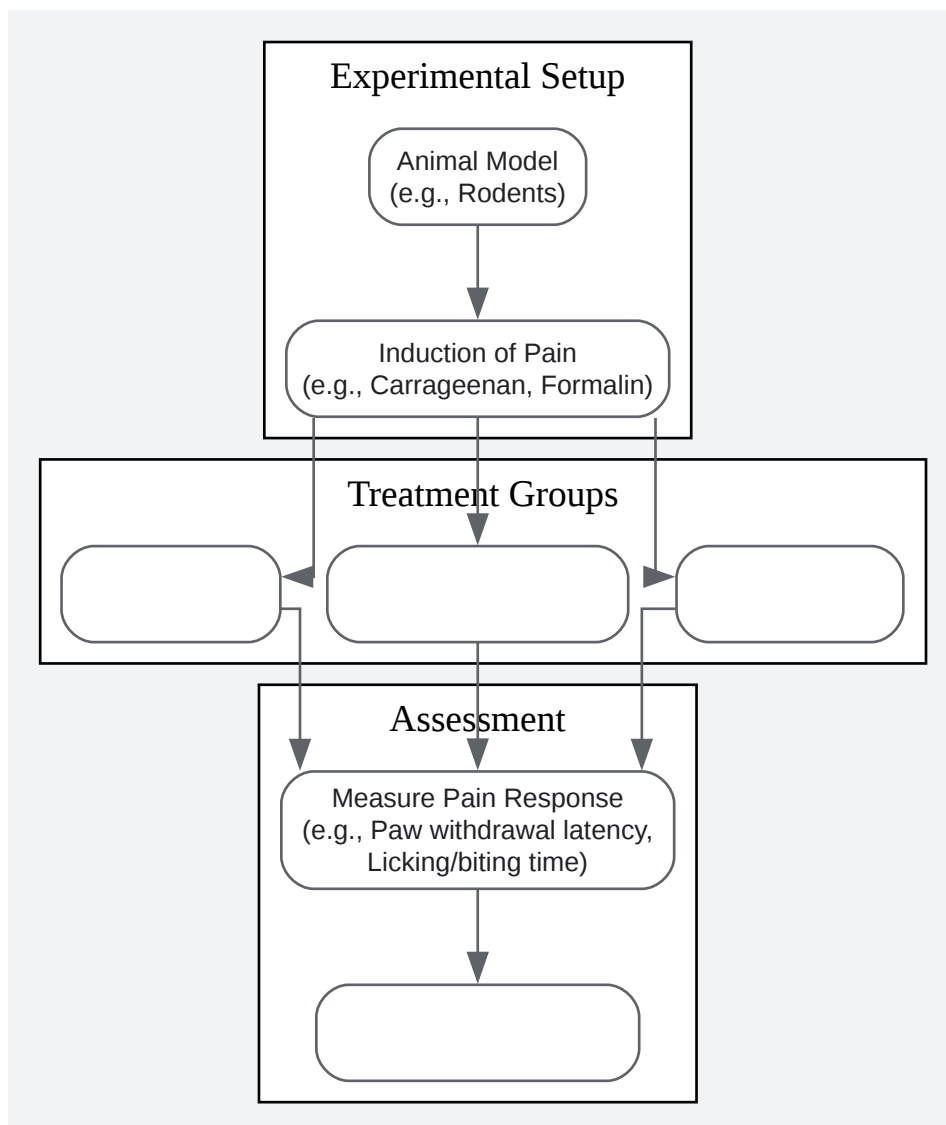 Experimental Setup
Animal Model
(e.g., Rodents)
Induction of Pain
(e.g., Carrageenan, Formalin)
Treatment Groups
Assessment
Measure Pain Response
(e.g., Paw withdrawal latency,
Licking/biting time)